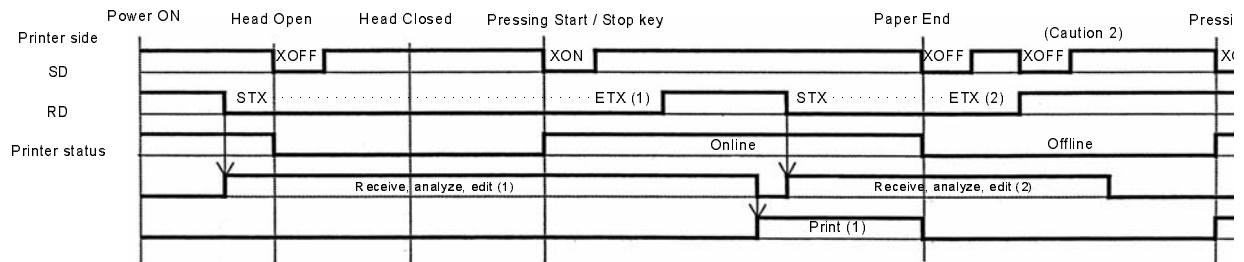 Power ON Head Open Head Closed Pressing Start / Stop key Paper End Pressi
Printer side (Caution 2)
XOFF XON XOFF XOFF XO
SD
STX ETX (1) STX ETX (2)
RD
Printer status Online Offline
Receive, analyze, edit (1) Receive, analyze, edit (2)
Print (1)